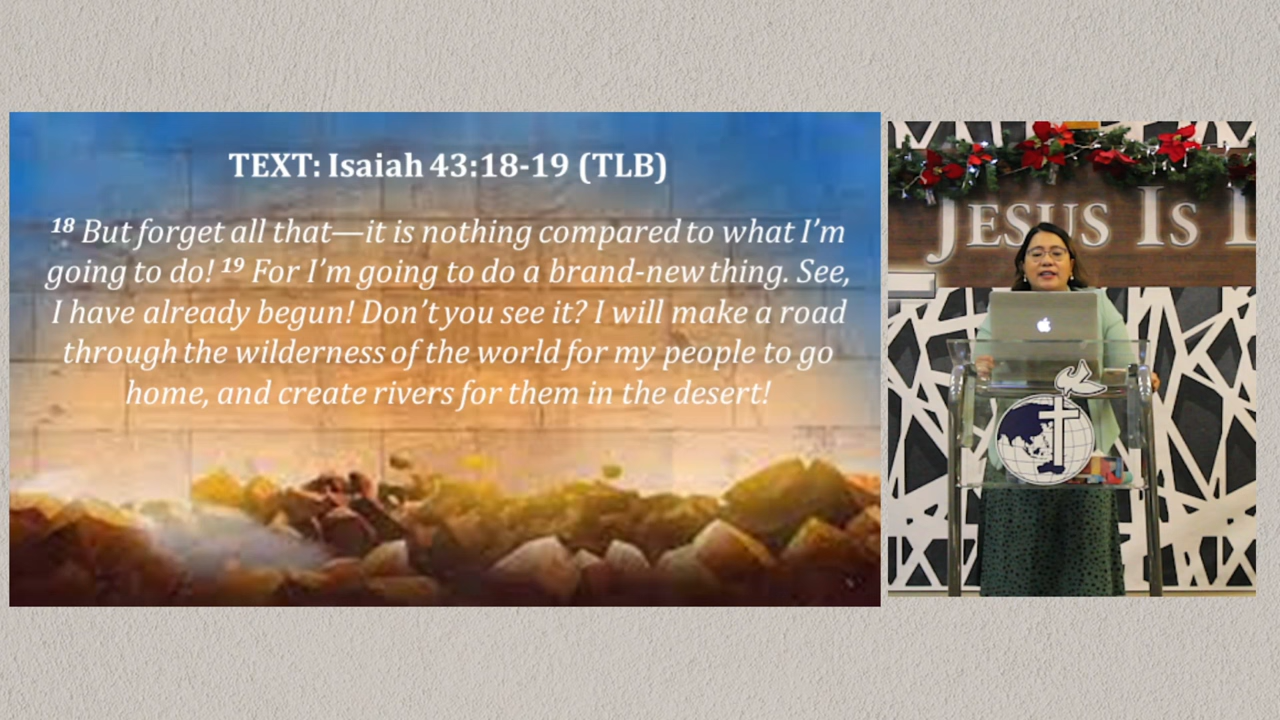 TEXT: Isaiah 43:18-19 (TLB)
18 But forget all that—it is nothing compared to what I'm
going to do! 19 For I'm going to do a brand-new thing. See,
I have already begun! Don't you see it? I will make a road
through the wilderness of the world for my people to go
home, and create rivers for them in the desert!
JESUS IS L